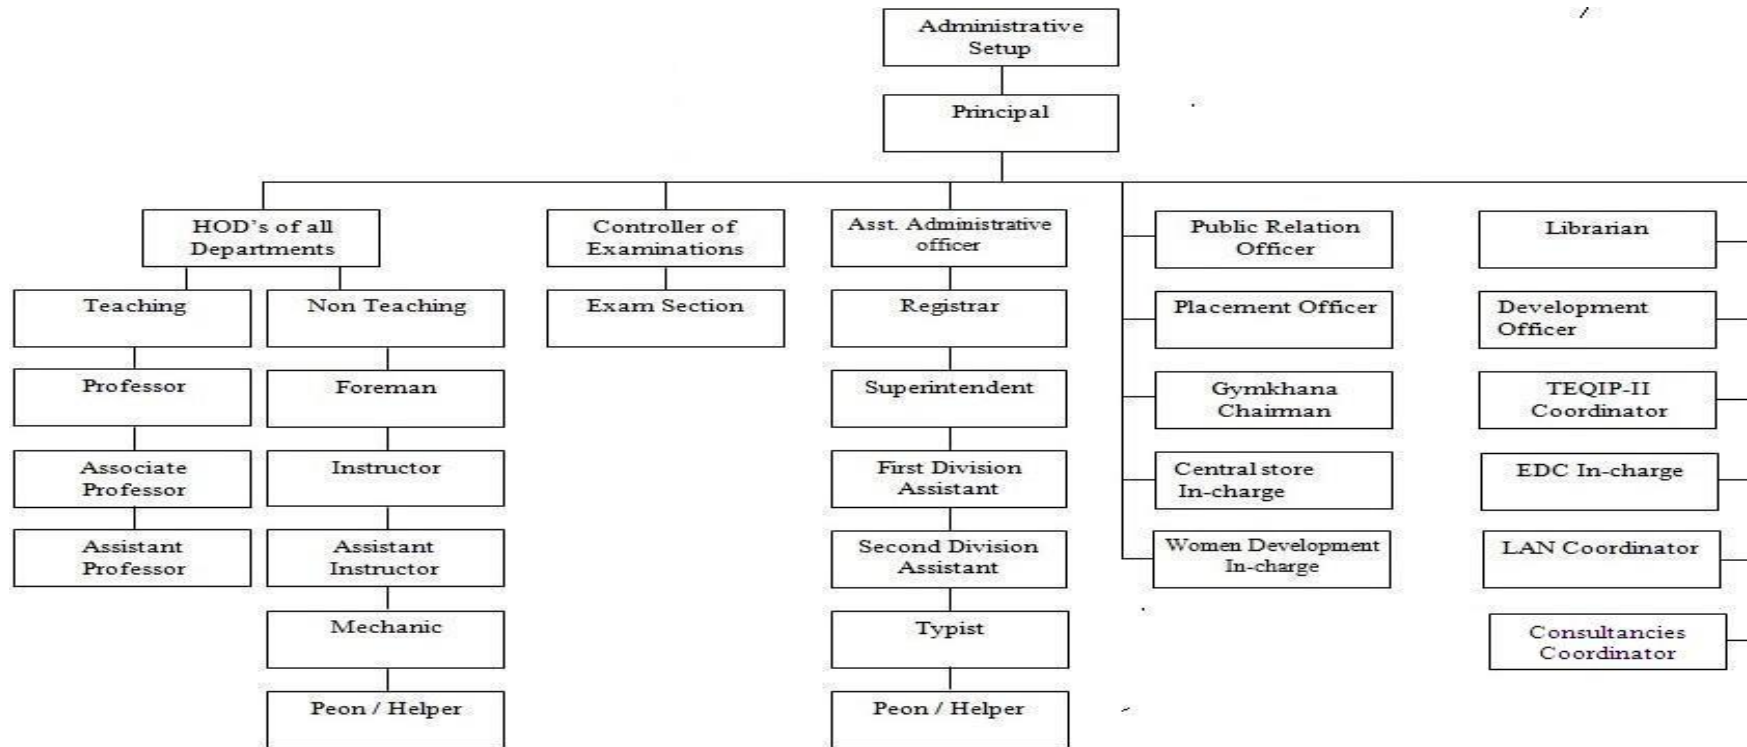 Administrative
Setup
Principal
HOD's of all
Departments
Controller of
Examinations
Asst. Administrative
officer
Public Relation
Officer
Librarian
Teaching
Non Teaching
Exam Section
Registrar
Placement Officer
Development
Officer
Professor
Foreman
Superintendent
Gymkhana
Chairman
TEQIP-II
Coordinator
Associate
Professor
Instructor
First Division
Assistant
Central store
In-charge
EDC In-charge
Assistant
Professor
Assistant
Instructor
Second Division
Assistant
Women Development
In-charge
LAN Coordinator
Mechanic
Typist
Consultancies
Coordinator
Peon / Helper
Peon / Helper